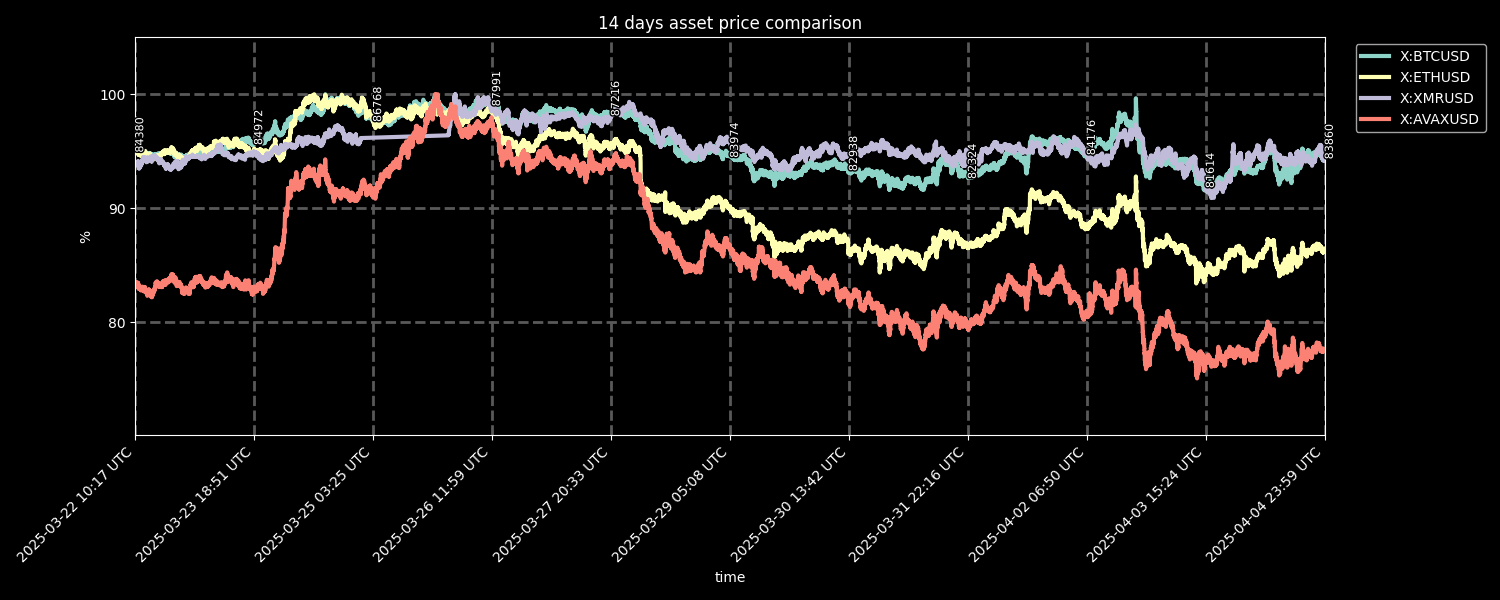 14 days asset price comparison
X:BTCUSD
X:ETHUSD
X:XMRUSD
X:AVAXUSD
100
90
80
%
84380
84972
86768
87991
87216
83974
82938
82324
84176
81614
83860
2025-03-22 10:17 UTC
2025-03-23 18:51 UTC
2025-03-25 03:25 UTC
2025-03-26 11:59 UTC
2025-03-27 20:33 UTC
2025-03-29 05:08 UTC
2025-03-30 13:42 UTC
2025-03-31 22:16 UTC
2025-04-02 06:50 UTC
2025-04-03 15:24 UTC
2025-04-04 23:59 UTC
time